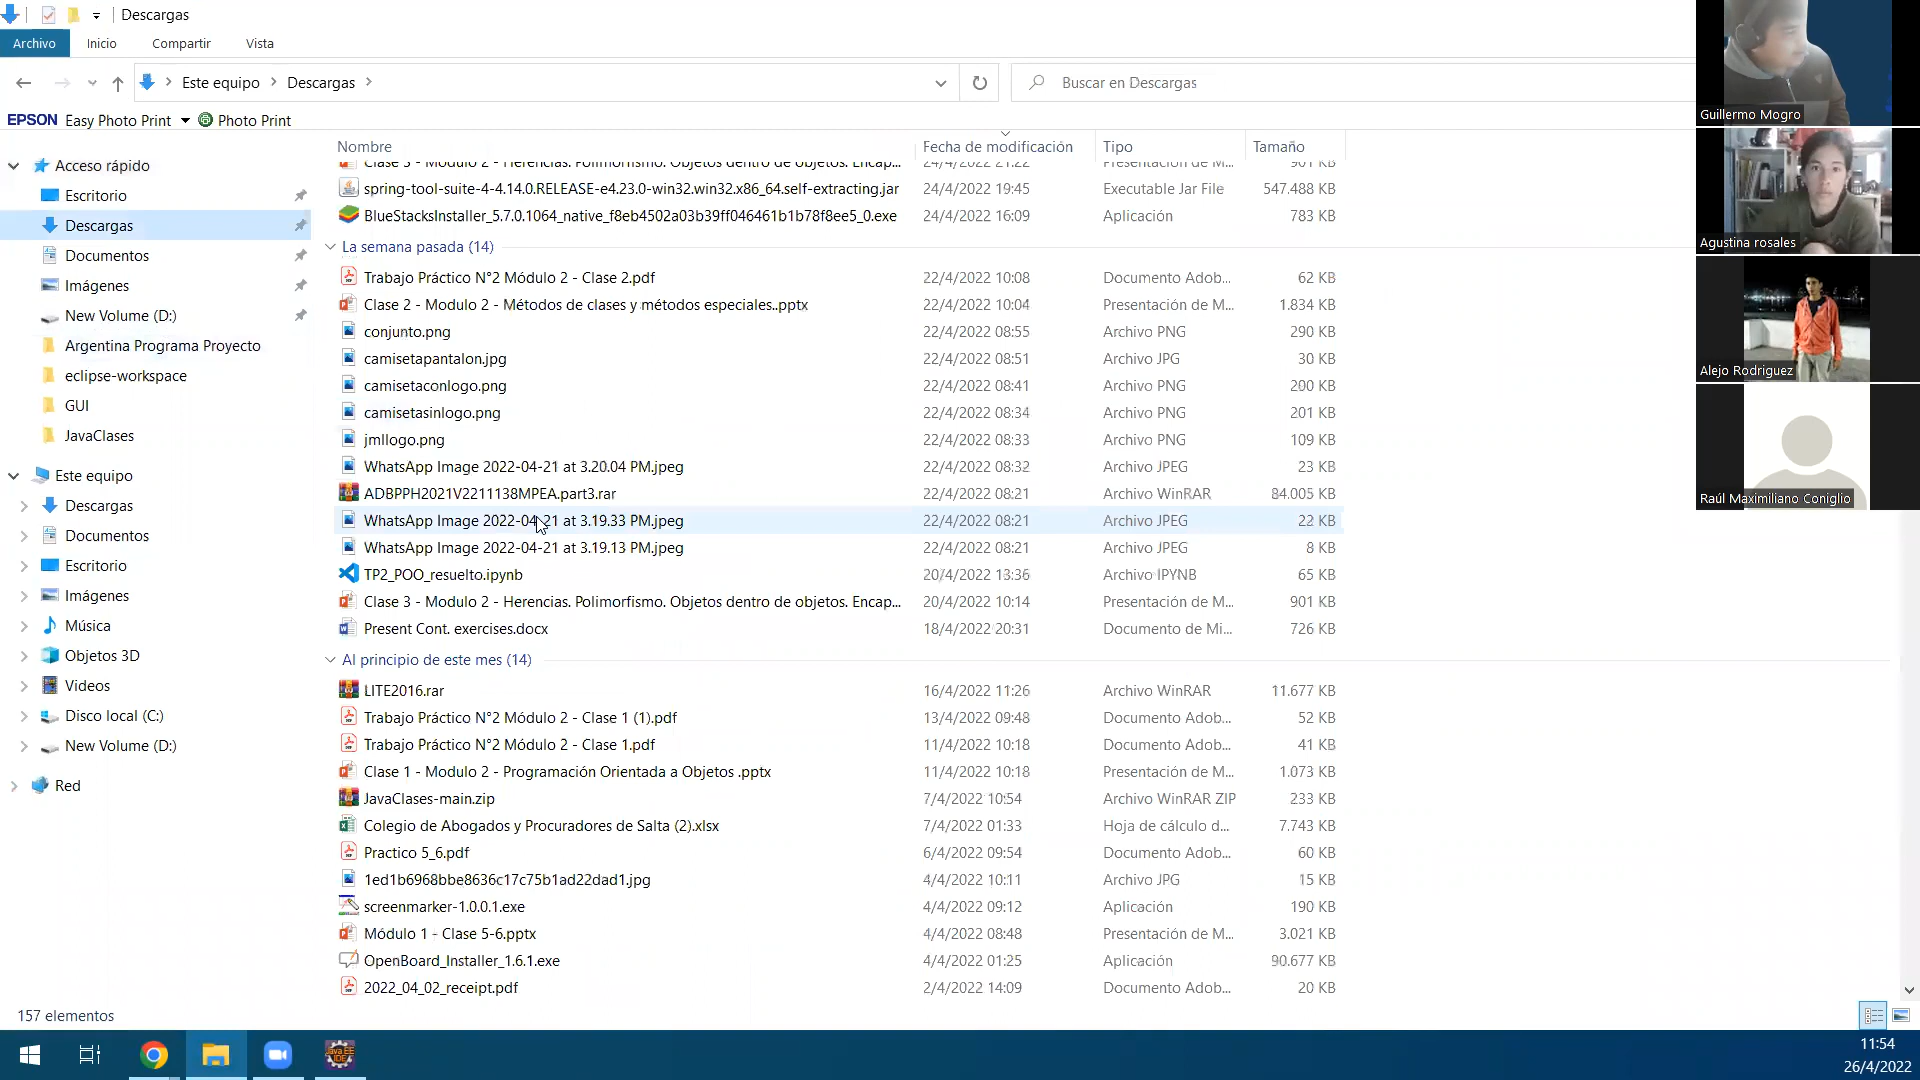 Descargas
Archivo Inicio Compartir Vista
Este equipo Descargas Buscar en Descargas
EPSON Easy Photo Print Photo Print
Acceso rápido
Escritorio
Descargas
Documentos
Imágenes
New Volume (D:)
Argentina Programa Proyecto
eclipse-workspace
GUI
JavaClases
Este equipo
Descargas
Documentos
Escritorio
Imágenes
Música
Objetos 3D
Videos
Disco local (C:)
New Volume (D:)
Red
Nombre Fecha de modificación Tipo Tamaño
Clase 3 - Modulo 2 - Herencias. Polimorfismo. Objetos dentro de objetos. Encap... 24/4/2022 21:22 Presentación de M... 901 KB
spring-tool-suite-4-4.14.0.RELEASE-e4.23.0-win32.win32.x86_64.self-extracting.jar 24/4/2022 19:45 Executable Jar File 547.488 KB
BlueStacksInstaller_5.7.0.1064_native_f8eb4502a03b39ff046461b1b78f8ee5_0.exe 24/4/2022 16:09 Aplicación 783 KB
La semana pasada (14)
Trabajo Práctico N°2 Módulo 2 - Clase 2.pdf 22/4/2022 10:08 Documento Adob... 62 KB
Clase 2 - Modulo 2 - Métodos de clases y métodos especiales..pptx 22/4/2022 10:04 Presentación de M... 1.834 KB
conjunto.png 22/4/2022 08:55 Archivo PNG 290 KB
camisetapantalon.jpg 22/4/2022 08:51 Archivo JPG 30 KB
camisetaconlogo.png 22/4/2022 08:41 Archivo PNG 200 KB
camisetasinlogo.png 22/4/2022 08:34 Archivo PNG 201 KB
jmllogo.png 22/4/2022 08:33 Archivo PNG 109 KB
WhatsApp Image 2022-04-21 at 3.20.04 PM.jpeg 22/4/2022 08:32 Archivo JPEG 23 KB
ADBPPH2021V2211138MPEA.part3.rar 22/4/2022 08:21 Archivo WinRAR 84.005 KB
WhatsApp Image 2022-04-21 at 3.19.33 PM.jpeg 22/4/2022 08:21 Archivo JPEG 22 KB
WhatsApp Image 2022-04-21 at 3.19.13 PM.jpeg 22/4/2022 08:21 Archivo JPEG 8 KB
TP2_POO_resuelto.ipynb 20/4/2022 13:36 Archivo IPYNB 65 KB
Clase 3 - Modulo 2 - Herencias. Polimorfismo. Objetos dentro de objetos. Encap... 20/4/2022 10:14 Presentación de M... 901 KB
Present Cont. exercises.docx 18/4/2022 20:31 Documento de Mi... 726 KB
Al principio de este mes (14)
LITE2016.rar 16/4/2022 11:26 Archivo WinRAR 11.677 KB
Trabajo Práctico N°2 Módulo 2 - Clase 1 (1).pdf 13/4/2022 09:48 Documento Adob... 52 KB
Trabajo Práctico N°2 Módulo 2 - Clase 1.pdf 11/4/2022 10:18 Documento Adob... 41 KB
Clase 1 - Modulo 2 - Programación Orientada a Objetos .pptx 11/4/2022 10:18 Presentación de M... 1.073 KB
JavaClases-main.zip 7/4/2022 10:54 Archivo WinRAR ZIP 233 KB
Colegio de Abogados y Procuradores de Salta (2).xlsx 7/4/2022 01:33 Hoja de cálculo d... 7.743 KB
Practico 5_6.pdf 6/4/2022 09:54 Documento Adob... 60 KB
1ed1b6968bbe8636c17c75b1ad22dad1.jpg 4/4/2022 10:11 Archivo JPG 15 KB
screenmarker-1.0.0.1.exe 4/4/2022 09:12 Aplicación 190 KB
Módulo 1 - Clase 5-6.pptx 4/4/2022 08:48 Presentación de M... 3.021 KB
OpenBoard_Installer_1.6.1.exe 4/4/2022 01:25 Aplicación 90.677 KB
2022_04_02_receipt.pdf 2/4/2022 14:09 Documento Adob... 20 KB
157 elementos
Guillermo Mogro
Agustina rosales
Alejo Rodriguez
Raúl Maximiliano Coniglio
Java EE
IDE
11:54
26/4/2022